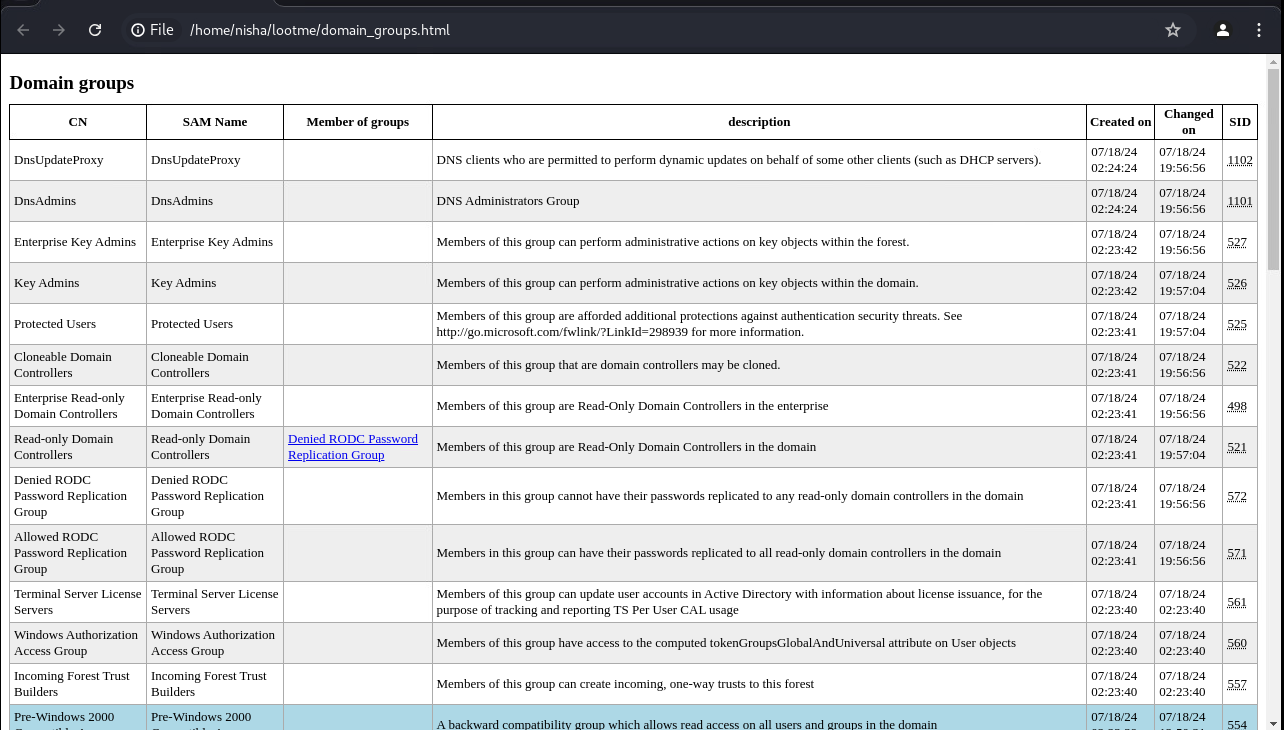 File /home/nisha/lootme/domain_groups.html
Domain groups
CN SAM Name Member of groups description Created on Changed on SID
DnsUpdateProxy DnsUpdateProxy DNS clients who are permitted to perform dynamic updates on behalf of some other clients (such as DHCP servers). 07/18/24 02:24:24 07/18/24 19:56:56 1102
DnsAdmins DnsAdmins DNS Administrators Group 07/18/24 02:24:24 07/18/24 19:56:56 1101
Enterprise Key Admins Enterprise Key Admins Members of this group can perform administrative actions on key objects within the forest. 07/18/24 02:23:42 07/18/24 19:56:56 527
Key Admins Key Admins Members of this group can perform administrative actions on key objects within the domain. 07/18/24 02:23:42 07/18/24 19:57:04 526
Protected Users Protected Users Members of this group are afforded additional protections against authentication security threats. See http://go.microsoft.com/fwlink/?LinkId=298939 for more information. 07/18/24 02:23:41 07/18/24 19:57:04 525
Cloneable Domain Controllers Cloneable Domain Controllers Members of this group that are domain controllers may be cloned. 07/18/24 02:23:41 07/18/24 19:56:56 522
Enterprise Read-only Domain Controllers Enterprise Read-only Domain Controllers Members of this group are Read-Only Domain Controllers in the enterprise 07/18/24 02:23:41 07/18/24 19:56:56 498
Read-only Domain Controllers Read-only Domain Controllers Denied RODC Password Replication Group Members of this group are Read-Only Domain Controllers in the domain 07/18/24 02:23:41 07/18/24 19:57:04 521
Denied RODC Password Replication Group Denied RODC Password Replication Group Members in this group cannot have their passwords replicated to any read-only domain controllers in the domain 07/18/24 02:23:41 07/18/24 19:56:56 572
Allowed RODC Password Replication Group Allowed RODC Password Replication Group Members in this group can have their passwords replicated to all read-only domain controllers in the domain 07/18/24 02:23:41 07/18/24 19:56:56 571
Terminal Server License Servers Terminal Server License Servers Members of this group can update user accounts in Active Directory with information about license issuance, for the purpose of tracking and reporting TS Per User CAL usage 07/18/24 02:23:40 07/18/24 02:23:40 561
Windows Authorization Access Group Windows Authorization Access Group Members of this group have access to the computed tokenGroupsGlobalAndUniversal attribute on User objects 07/18/24 02:23:40 07/18/24 02:23:40 560
Incoming Forest Trust Builders Incoming Forest Trust Builders Members of this group can create incoming, one-way trusts to this forest 07/18/24 02:23:40 07/18/24 02:23:40 557
Pre-Windows 2000 Pre-Windows 2000 A backward compatibility group which allows read access on all users and groups in the domain 07/18/24 07/18/24 554